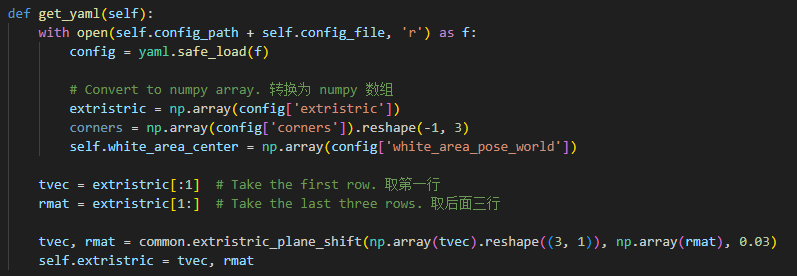 def get_yaml(self):
    with open(self.config_path + self.config_file, 'r') as f:
        config = yaml.safe_load(f)

        # Convert to numpy array. 转换为 numpy 数组
        extristric = np.array(config['extristric'])
        corners = np.array(config['corners']).reshape(-1, 3)
        self.white_area_center = np.array(config['white_area_pose_world'])

    tvec = extristric[:1]  # Take the first row. 取第一行
    rmat = extristric[1:]  # Take the last three rows. 取后面三行

    tvec, rmat = common.extristric_plane_shift(np.array(tvec).reshape((3, 1)), np.array(rmat), 0.03)
    self.extristric = tvec, rmat